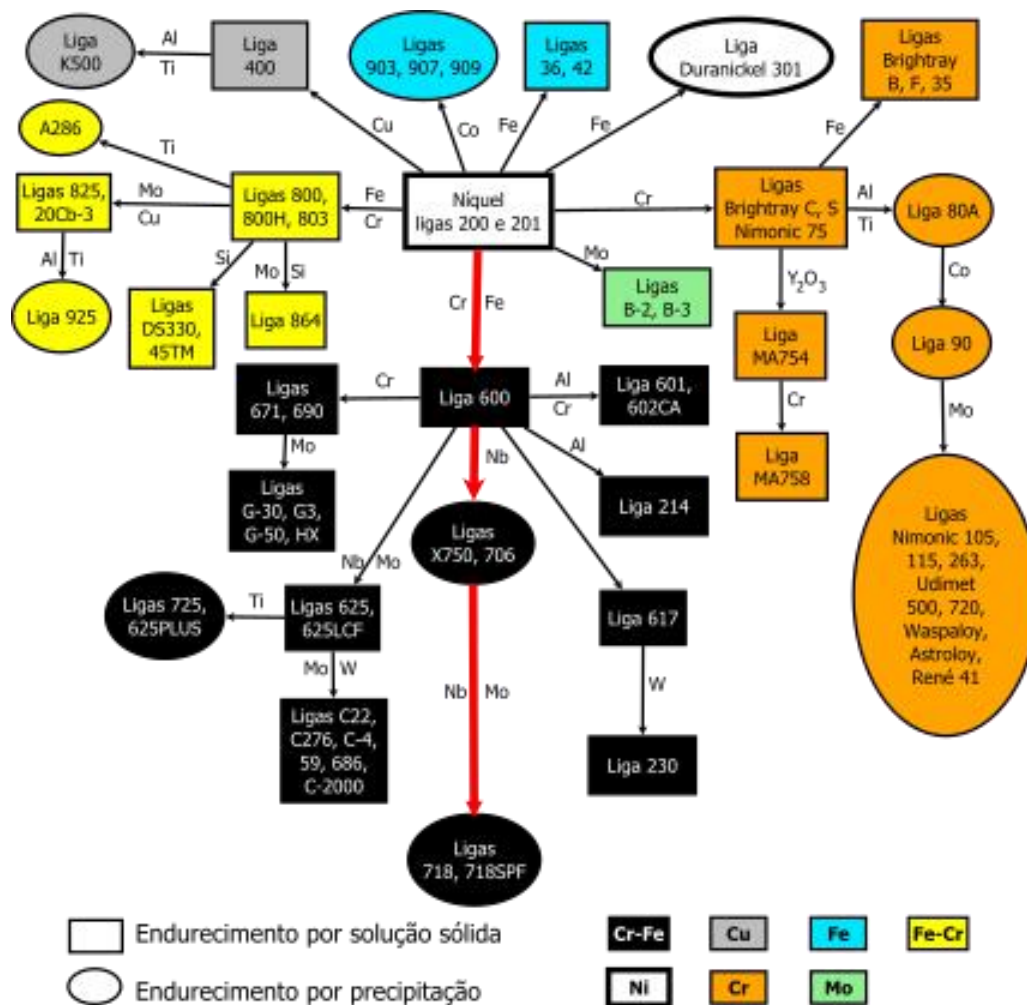 Liga
K500
Al
Ti
Liga
400
Ligas
903, 907, 909
Ligas
36, 42
Liga
Duranickel 301
Ligas
Brightray
B, F, 35
Cu
Co
Fe
Fe
Fe
A286
Ti
Ligas 825,
20Cb-3
Mo
Cu
Ligas 800,
800H, 803
Fe
Cr
Níquel
ligas 200 e 201
Cr
Ligas
Brightray C, S
Nimonic 75
Al
Ti
Liga 80A
Al
Ti
Si
Mo
Si
Cr
Fe
Mo
Y2O3
Co
Liga 925
Ligas
DS330,
45TM
Liga 864
Ligas
B-2, B-3
Liga
MA754
Liga 90
Ligas
671, 690
Cr
Liga 600
Al
Cr
Liga 601,
602CA
Cr
Mo
Mo
Nb
Al
Liga
MA758
Ligas
G-30, G3,
G-50, HX
Ligas
X750, 706
Liga 214
Ligas
Nimonic 105,
115, 263,
Udimet
500, 720,
Waspaloy,
Astroloy,
René 41
Nb
Mo
Ligas 725,
625PLUS
Ti
Ligas 625,
625LCF
Liga 617
Mo
W
Nb
Mo
W
Ligas C22,
C276, C-4,
59, 686,
C-2000
Liga 230
Ligas
718, 718SPF
Endurecimento por solução sólida
Endurecimento por precipitação
Cr-Fe
Cu
Fe
Fe-Cr
Ni
Cr
Mo